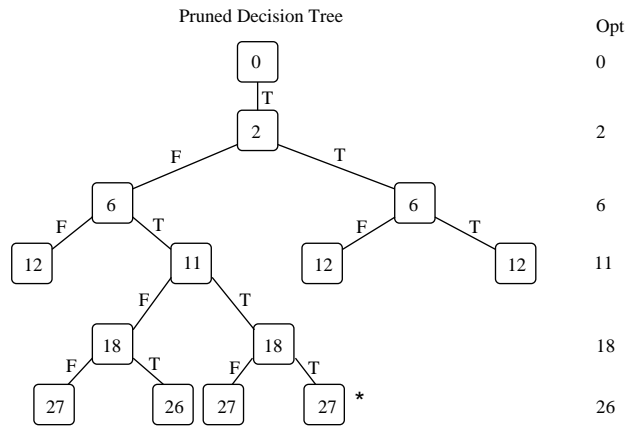 Pruned Decision Tree
Opt
0 0
T
2 2
F T
6 6 6
F T F T
12 11 12 12 11
F T
18 18 18
F T F T
27 26 27 27 * 26